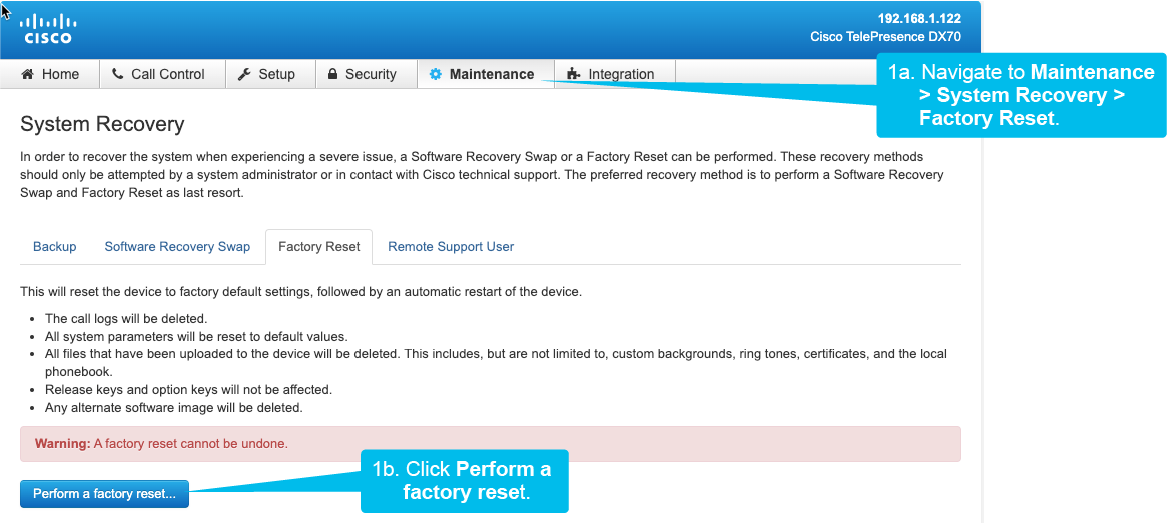 CISCO
192.168.1.122
Cisco TelePresence DX70
Home
Call Control
Setup
Security
Maintenance
Integration
1a. Navigate to Maintenance
> System Recovery >
Factory Reset.
System Recovery
In order to recover the system when experiencing a severe issue, a Software Recovery Swap or a Factory Reset can be performed. These recovery methods
should only be attempted by a system administrator or in contact with Cisco technical support. The preferred recovery method is to perform a Software Recovery
Swap and Factory Reset as last resort.
Backup
Software Recovery Swap
Factory Reset
Remote Support User
This will reset the device to factory default settings, followed by an automatic restart of the device.
• The call logs will be deleted.
• All system parameters will be reset to default values.
• All files that have been uploaded to the device will be deleted. This includes, but are not limited to, custom backgrounds, ring tones, certificates, and the local
phonebook.
• Release keys and option keys will not be affected.
• Any alternate software image will be deleted.
Warning: A factory reset cannot be undone.
1b. Click Perform a
factory reset.
Perform a factory reset...